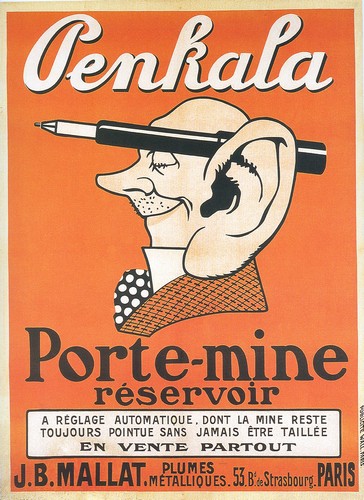 Penkala
Porte-mine
réservoir
A RÉGLAGE AUTOMATIQUE, DONT LA MINE RESTE
TOUJOURS POINTUE SANS JAMAIS ÊTRE TAILLÉE
EN VENTE PARTOUT
J.B. MALLAT. PLUMES MÉTALLIQUES. 53. Bd de Strasbourg. PARIS